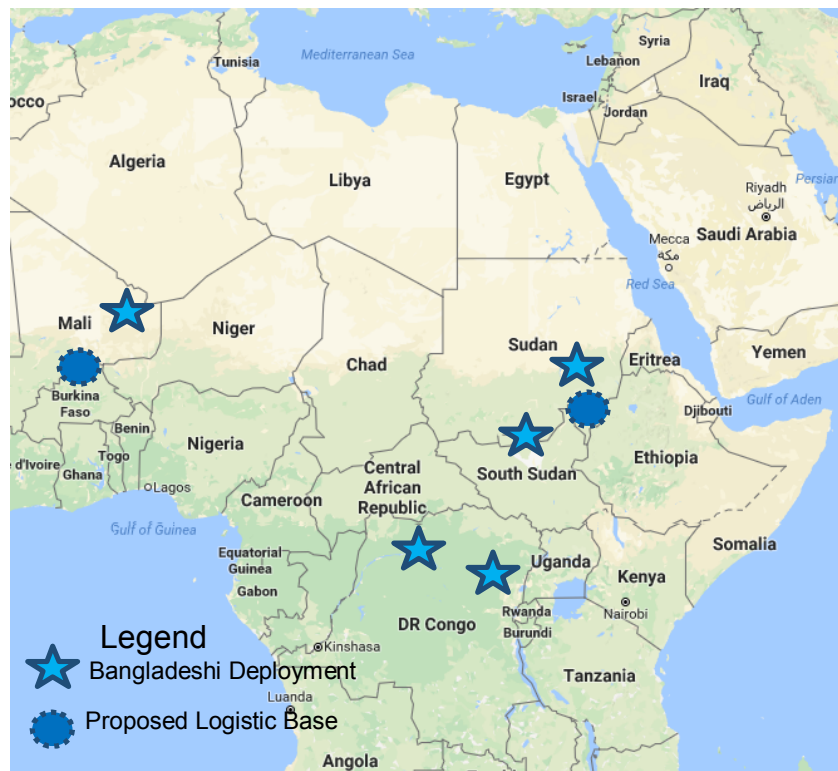 Mediterranean Sea
Tunisia
Syria
Lebanon
Iraq
Israel
Jordan
occo
Algeria
Libya
Egypt
Persian
Riyadh
الرياض
Mecca
مكة
Saudi Arabia
Red Sea
Mali
Niger
Chad
Sudan
Eritrea
Yemen
Gulf of Aden
Burkina
Faso
Djibouti
Benin
Nigeria
Togo
e d'Ivoire
Ghana
Lagos
Ethiopia
South Sudan
Central
African
Republic
Cameroon
Gulf of Guinea
Somalia
Equatorial
Guinea
Gabon
Uganda
Kenya
Nairobi
Rwanda
Burundi
DR Congo
Kinshasa
Tanzania
Luanda
Angola
Legend
Bangladeshi Deployment
Proposed Logistic Base